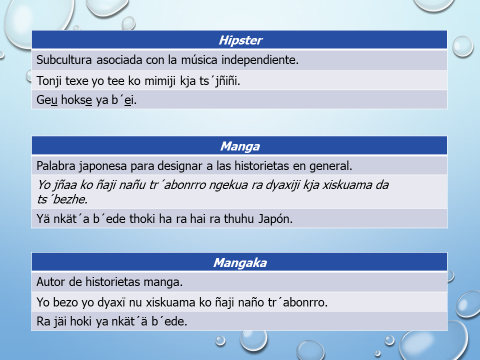 Hipster
Subcultura asociada con la música independiente.
Tonji texe yo tee ko mimiji kja ts´jñiñi.
Geu̱ hokse̱ ya b´e̱i.
Manga
Palabra japonesa para designar a las historietas en general.
Yo jñaa ko ñaji nañu tr´abonrro ngekua ra dyaxiji kja xiskuama da
ts´bezhe.
Yä nkät´a b´ede thoki ha ra hai ra thuhu Japón.
Mangaka
Autor de historietas manga.
Yo bezo yo dyaxï nu xiskuama ko ñaji naño tr´abonrro.
Ra jäi hoki ya nkät´ä b´ede.